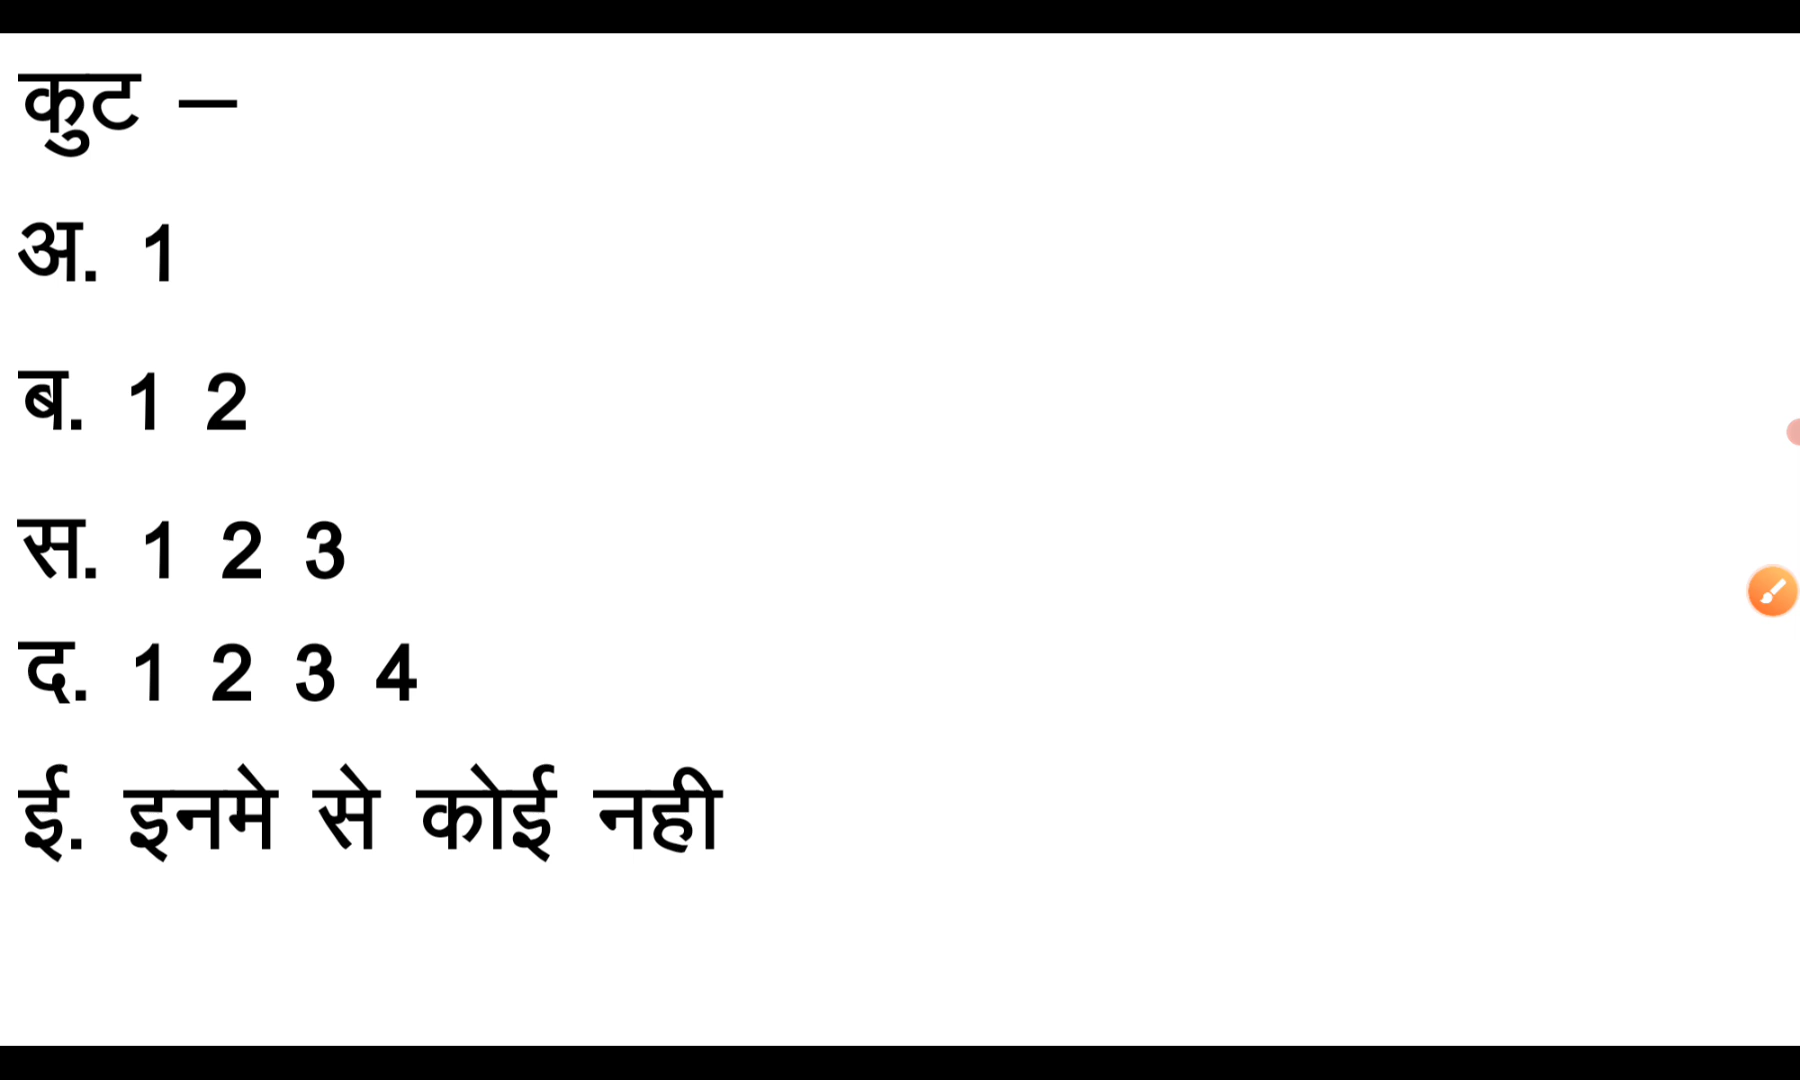 कुट –
अ. 1
ब. 1 2
स. 1 2 3
द. 1 2 3 4
ई. इनमे से कोई नही